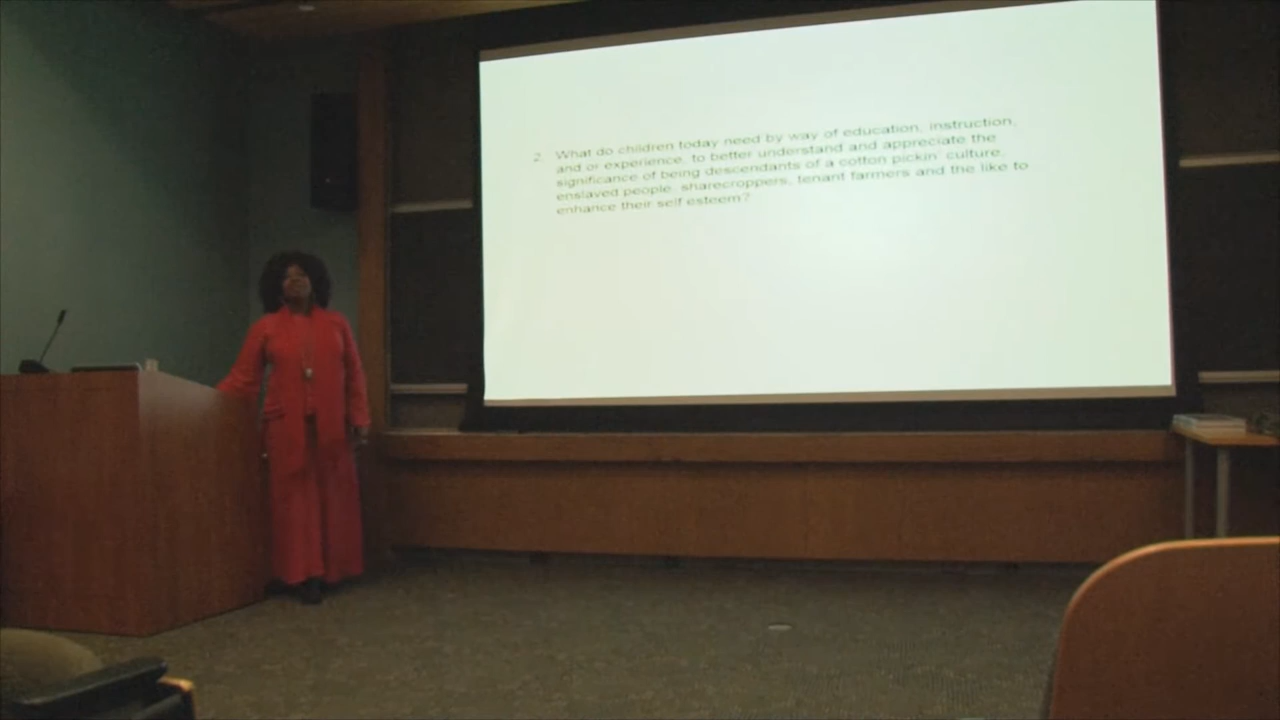 2. What do children today need by way of education, instruction,
and or experience, to better understand and appreciate the
significance of being descendants of a cotton pickin' culture,
enslaved people, sharecroppers, tenant farmers and the like to
enhance their self esteem?